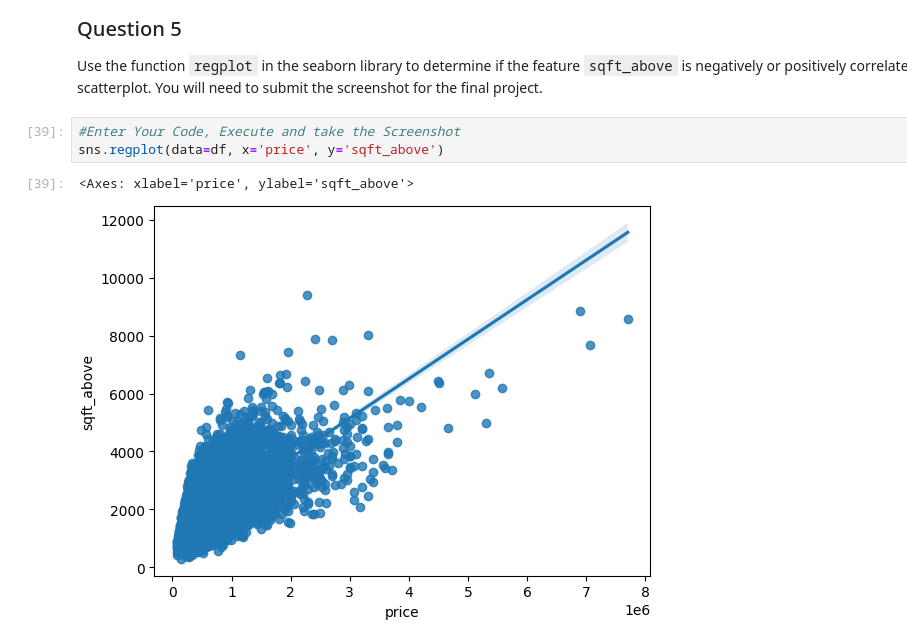 Question 5
Use the function regplot in the seaborn library to determine if the feature sqft_above is negatively or positively correlate
scatterplot. You will need to submit the screenshot for the final project.
[39]: #Enter Your Code, Execute and take the Screenshot
sns.regplot(data=df, x='price', y='sqft_above')
[39]: <Axes: xlabel='price', ylabel='sqft_above'>
12000
10000
8000
6000
4000
2000
0
sqft_above
0 1 2 3 4 5 6 7 8
1e6
price